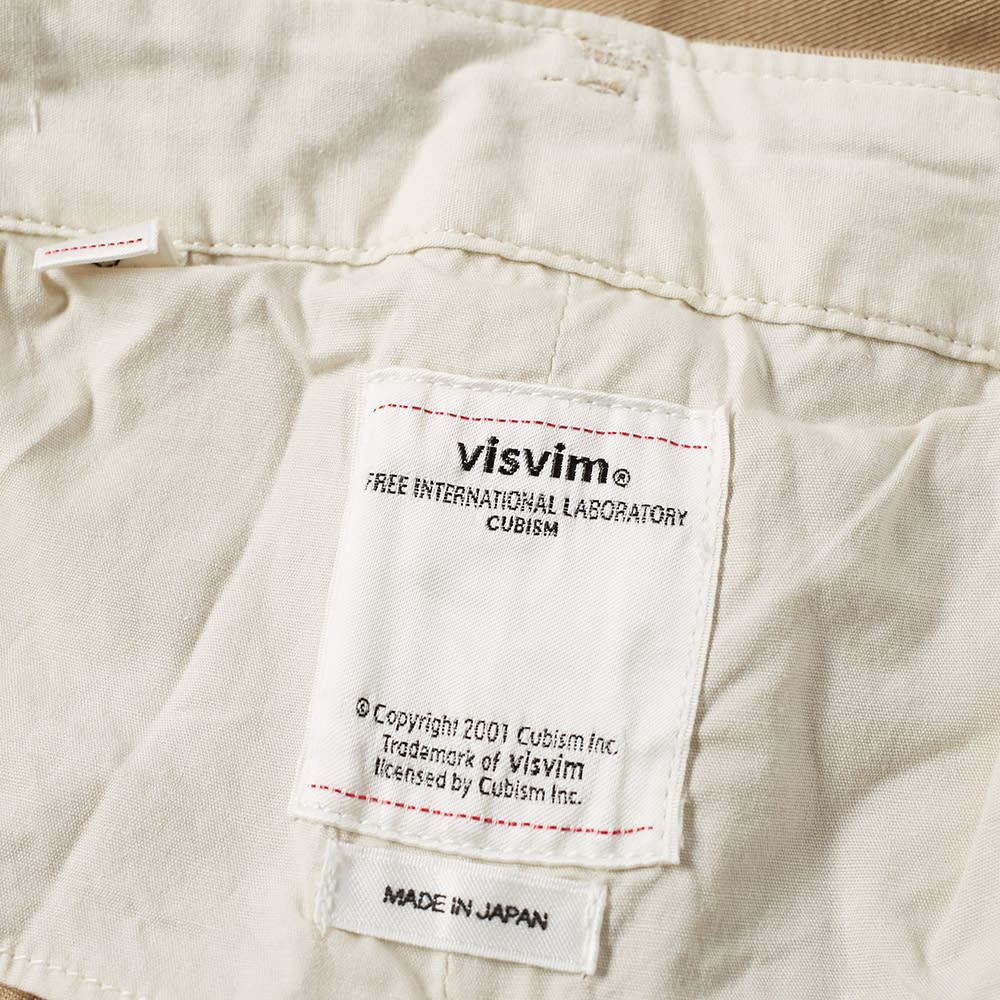 visvim®
FREE INTERNATIONAL LABORATORY
CUBISM
© Copyright 2001 Cubism Inc.
Trademark of visvim
licensed by Cubism Inc.
MADE IN JAPAN